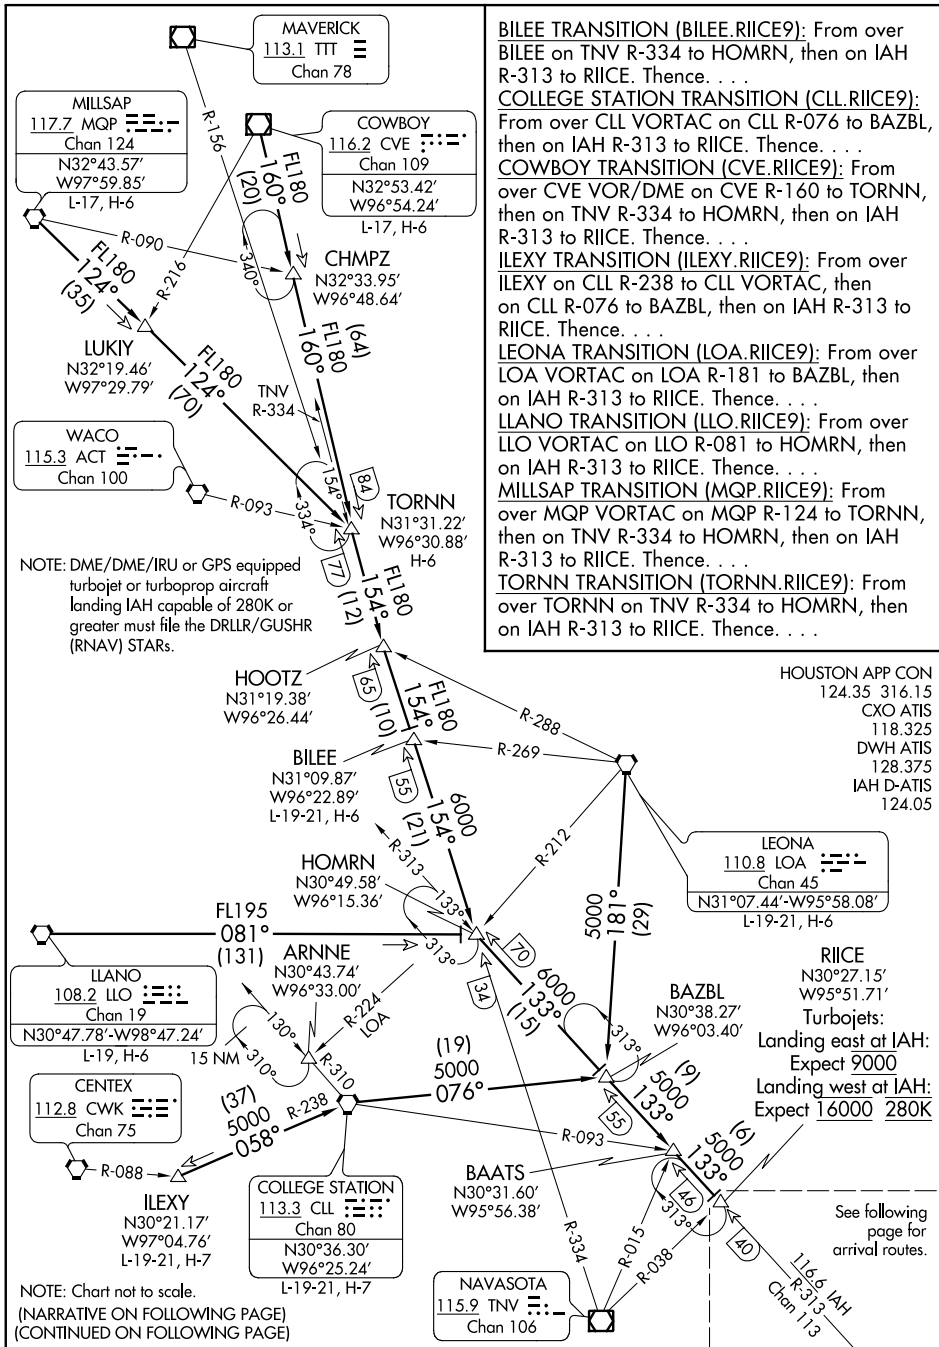 MAVERICK
113.1 TTT
Chan 78
MILLSAP
117.7 MQP
Chan 124
N32°43.57'
W97°59.85'
L-17, H-6
COWBOY
116.2 CVE
Chan 109
N32°53.42'
W96°54.24'
L-17, H-6
BILEE TRANSITION (BILEE.RIICE9): From over
BILEE on TNV R-334 to HOMRN, then on IAH
R-313 to RIICE. Thence. . . .
COLLEGE STATION TRANSITION (CLL.RIICE9):
From over CLL VORTAC on CLL R-076 to BAZBL,
then on IAH R-313 to RIICE. Thence. . . .
COWBOY TRANSITION (CVE.RIICE9): From
over CVE VOR/DME on CVE R-160 to TORNN,
then on TNV R-334 to HOMRN, then on IAH
R-313 to RIICE. Thence. . . .
ILEXY TRANSITION (ILEXY.RIICE9): From over
ILEXY on CLL R-238 to CLL VORTAC, then
on CLL R-076 to BAZBL, then on IAH R-313 to
RIICE. Thence. . . .
LEONA TRANSITION (LOA.RIICE9): From over
LOA VORTAC on LOA R-181 to BAZBL, then
on IAH R-313 to RIICE. Thence. . . .
LLANO TRANSITION (LLO.RIICE9): From over
LLO VORTAC on LLO R-081 to HOMRN, then
on IAH R-313 to RIICE. Thence. . . .
MILLSAP TRANSITION (MQP.RIICE9): From
over MQP VORTAC on MQP R-124 to TORNN,
then on TNV R-334 to HOMRN, then on IAH
R-313 to RIICE. Thence. . . .
TORNN TRANSITION (TORNN.RIICE9): From
over TORNN on TNV R-334 to HOMRN, then
on IAH R-313 to RIICE. Thence. . . .
R-156
FL180
160°
(20)
R-090
R-216
340°
CHMPZ
N32°33.95'
W96°48.64'
FL180
124°
(35)
LUKIY
N32°19.46'
W97°29.79'
(64)
FL180
160°
FL180
124°
(70)
TNV
R-334
WACO
115.3 ACT
Chan 100
R-093
154°
334°
84
77
TORNN
N31°31.22'
W96°30.88'
H-6
NOTE: DME/DME/IRU or GPS equipped
turbojet or turboprop aircraft
landing IAH capable of 280K or
greater must file the DRLLR/GUSHR
(RNAV) STARs.
FL180
154°
(12)
HOOTZ
N31°19.38'
W96°26.44'
65
FL180
154°
(10)
R-288
R-269
HOUSTON APP CON
124.35 316.15
CXO ATIS
118.325
DWH ATIS
128.375
IAH D-ATIS
124.05
BILEE
N31°09.87'
W96°22.89'
L-19-21, H-6
55
6000
154°
(21)
R-313
R-212
LEONA
110.8 LOA
Chan 45
N31°07.44'-W95°58.08'
L-19-21, H-6
HOMRN
N30°49.58'
W96°15.36'
133°
313°
5000
181°
(29)
FL195
081°
(131)
LLANO
108.2 LLO
Chan 19
N30°47.78'-W98°47.24'
L-19, H-6
ARNNE
N30°43.74'
W96°33.00'
R-224
LOA
70
34
6000
133°
(15)
313°
BAZBL
N30°38.27'
W96°03.40'
RIICE
N30°27.15'
W95°51.71'
Turbojets:
Landing east at IAH:
Expect 9000
Landing west at IAH:
Expect 16000 280K
130°
310°
15 NM
R-310
CENTEX
112.8 CWK
Chan 75
R-088
(37)
5000
058°
R-238
(19)
5000
076°
(9)
5000
133°
55
R-093
(6)
5000
133°
ILEXY
N30°21.17'
W97°04.76'
L-19-21, H-7
COLLEGE STATION
113.3 CLL
Chan 80
N30°36.30'
W96°25.24'
L-19-21, H-7
BAATS
N30°31.60'
W95°56.38'
46
313°
40
R-334
R-015
R-038
See following
page for
arrival routes.
NAVASOTA
115.9 TNV
Chan 106
116.6 IAH
R-313
Chan 113
NOTE: Chart not to scale.
(NARRATIVE ON FOLLOWING PAGE)
(CONTINUED ON FOLLOWING PAGE)